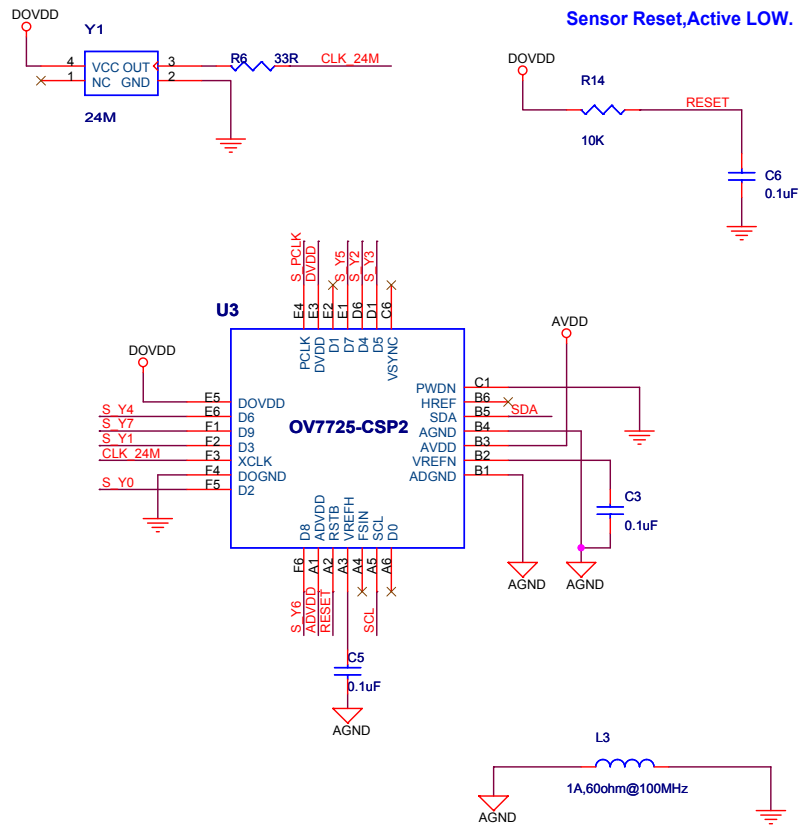 Sensor Reset,Active LOW.
DOVDD
Y1
4 VCC OUT 3
1 NC GND 2
24M
R6 33R CLK_24M
DOVDD
R14
10K
RESET
C6
0.1uF
S_PCLK
DVDD
S_Y5
S_Y2
S_Y3
E4
E3
E2
E1
D6
D1
C6
PCLK
DVDD
D1
D7
D4
D5
VSYNC
U3
DOVDD
AVDD
OV7725-CSP2
E5 DOVDD
S_Y4 E6 D6
S_Y7 F1 D9
S_Y1 F2 D3
CLK_24M F3 XCLK
F4 DOGND
S_Y0 F5 D2
PWDN C1
HREF B6
SDA B5 SDA
AGND B4
AVDD B3
VREFN B2
ADGND B1
C3
0.1uF
AGND
AGND
D8
ADVDD
RSTB
VREFH
FSIN
SCL
D0
F6
A1
A2
A3
A4
A5
A6
S_Y6
ADVDD
RESET
SCL
C5
0.1uF
AGND
L3
1A,60ohm@100MHz
AGND